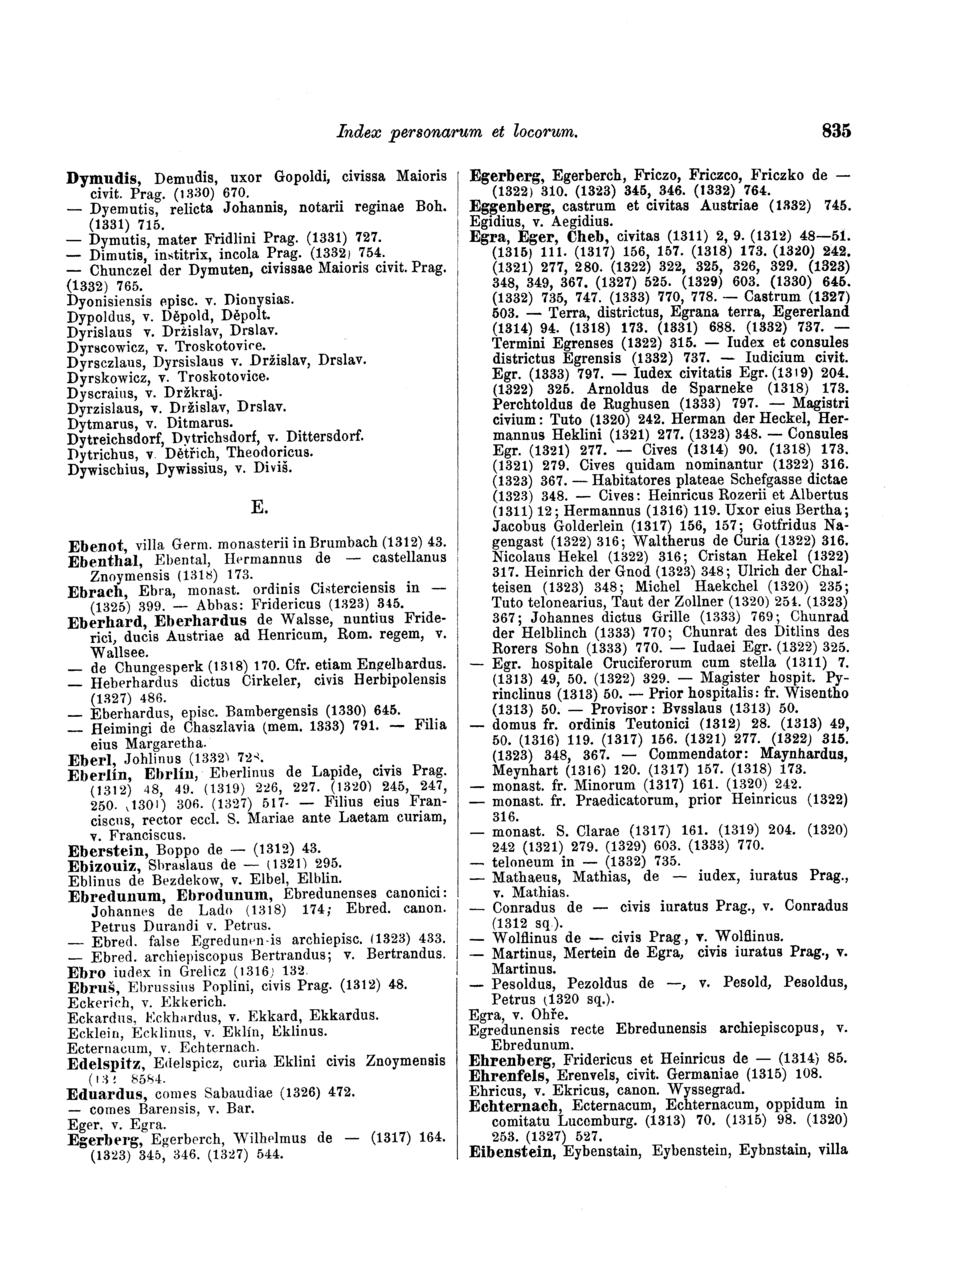 Index personarum et locorum. 835
Dymudis, Demudis, uxor Gopoldi, civissa Maioris
civit. Prag. (1330) 670.
— Dyemutis, relicta Johannis, notarii reginae Boh.
(1331) 715.
— Dymutis, mater Fridlini Prag. (1331) 727.
— Dimutis, institrix, incola Prag. (1332) 754.
— Chunczel der Dymuten, civissae Maioris civit. Prag.
(1332) 765.
Dyonisiensis episc. v. Dionysias.
Dypoldus, v. Děpold, Děpolt.
Dyrislaus v. Držislav, Drslav.
Dyrscowicz, v. Troskotovice.
Dyrsczlaus, Dyrsislaus v. Držislav, Drslav.
Dyrskowicz, v. Troskotovice.
Dyscraius, v. Držkraj.
Dyrzislaus, v. Držislav, Drslav.
Dytmarus, v. Ditmarus.
Dytreichsdorf, Dytrichsdorf, v. Dittersdorf.
Dytrichus, v. Dětřich, Theodoricus.
Dywischius, Dywissius, v. Diviš.
E.
Ebenot, villa Germ. monasterii in Brumbach (1312) 43.
Ebenthal, Ebental, Hermannus de — castellanus
Znoymensis (1318) 173.
Ebrach, Ebra, monast. ordinis Cisterciensis in —
(1325) 399. — Abbas: Fridericus (1323) 345.
Eberhard, Eberhardus de Walsse, nuntius Fride-
rici, ducis Austriae ad Henricum, Rom. regem, v.
Wallsee.
— de Chungesperk (1318) 170. Cfr. etiam Engelhardus.
— Heberhardus dictus Cirkeler, civis Herbipolensis
(1327) 486.
— Eberhardus, episc. Bambergensis (1330) 645.
— Heimingi de Chaszlavia (mem. 1333) 791. — Filia
eius Margaretha.
Eberl, Johlinus (1332)
Eberlín, Ebrlín, Eberlinus de Lapide, civis Prag.
(1312) 48, 49. (1319) 226, 227. (1320) 245, 247,
250. (1301) 306. (1327) 517. — Filius eius Fran-
ciscus, rector eccl. S. Mariae ante Laetam curiam,
v. Franciscus.
Eberstein, Boppo de — (1312) 43.
Ebizouiz, Sbraslaus de — (1321) 295.
Eblinus de Bezdekow, v. Elbel, Elblin.
Ebredunum, Ebrodunum, Ebredunenses canonici:
Johannes de Lado (1318) 174; Ebred. canon.
Petrus Durandi v. Petrus.
— Ebred. false Egredunensis archiepisc. (1323) 433.
— Ebred. archiepiscopus Bertrandus; v. Bertrandus.
Ebro iudex in Grelicz (1316) 132.
Ebruš, Ebrussius Poplini, civis Prag. (1312) 48.
Eckerich, v. Ekkerich.
Eckardus, Eckhardus, v. Ekkard, Ekkardus.
Ecklein, Ecklinus, v. Eklín, Eklinus.
Ecternacum, v. Echternach.
Edelspitz, Edelspicz, curia Eklini civis Znoymensis
8584.
Eduardus, comes Sabaudiae (1326) 472.
— comes Barensis, v. Bar.
Eger, v. Egra.
Egerberg, Egerberch, Wilhelmus de — (1317) 164.
(1323) 345, 346. (1327) 544.
Egerberg, Egerberch, Friczo, Friczco, Friczko de —
(1322) 310. (1323) 345, 346. (1332) 764.
Eggenberg, castrum et civitas Austriae (1332) 745.
Egidius, v. Aegidius.
Egra, Eger, Cheb, civitas (1311) 2, 9. (1312) 48—51.
(1315) 111. (1317) 156, 157. (1318) 173. (1320) 242.
(1321) 277, 280. (1322) 322, 325, 326, 329. (1323)
348, 349, 367. (1327) 525. (1329) 603. (1330) 645.
(1332) 735, 747. (1333) 770, 778. — Castrum (1327)
503. — Terra, districtus, Egrana terra, Egererland
(1314) 94. (1318) 173. (1331) 688. (1332) 737. —
Termini Egrenses (1322) 315. — Iudex et consules
districtus Egrensis (1332) 737. — Iudicium civit.
Egr. (1333) 797. — Iudex civitatis Egr. (1319) 204.
(1322) 325. Arnoldus de Sparneke (1318) 173.
Perchtoldus de Rughusen (1333) 797. — Magistri
civium: Tuto (1320) 242. Herman der Heckel, Her-
mannus Heklini (1321) 277. (1323) 348. — Consules
Egr. (1321) 277. — Cives (1314) 90. (1318) 173.
(1321) 279. Cives quidam nominantur (1322) 316.
(1323) 367. — Habitatores plateae Schefgasse dictae
(1323) 348. — Cives: Heinricus Rozerii et Albertus
(1311) 12; Hermannus (1316) 119. Uxor eius Bertha;
Jacobus Golderlein (1317) 156, 157; Gotfridus Na-
gengast (1322) 316; Waltherus de Curia (1322) 316.
Nicolaus Hekel (1322) 316; Cristan Hekel (1322)
317. Heinrich der Gnod (1323) 348; Ulrich der Chal-
teisen (1323) 348; Michel Haekchel (1320) 235;
Tuto telonearius, Taut der Zollner (1320) 254. (1323)
367; Johannes dictus Grille (1333) 769; Chunrad
der Helblinch (1333) 770; Chunrat des Ditlins des
Rorers Sohn (1333) 770. — Iudaei Egr. (1322) 325.
— Egr. hospitale Cruciferorum cum stella (1311) 7.
(1313) 49, 50. (1322) 329. — Magister hospit. Py-
rinclinus (1313) 50. — Prior hospitalis: fr. Wisentho
(1313) 50. — Provisor: Bvsslaus (1313) 50.
— domus fr. ordinis Teutonici (1312) 28. (1313) 49,
50. (1316) 119. (1317) 156. (1321) 277. (1322) 315.
(1323) 348, 367. — Commendator: Maynhardus,
Meynhart (1316) 120. (1317) 157. (1318) 173.
— monast. fr. Minorum (1317) 161. (1320) 242.
— monast. fr. Praedicatorum, prior Heinricus (1322)
316.
— monast. S. Clarae (1317) 161. (1319) 204. (1320)
242 (1321) 279. (1329) 603. (1333) 770.
— teloneum in — (1332) 735.
— Mathaeus, Mathias, de — iudex, iuratus Prag.,
v. Mathias.
— Conradus de — civis iuratus Prag., v. Conradus
(1312 sq.).
— Wolflinus de — civis Prag., v. Wolflinus.
— Martinus, Mertein de Egra, civis iuratus Prag., v.
Martinus.
— Pesoldus, Pezoldus de —, v. Pesold, Pesoldus,
Petrus (1320 sq.).
Egra, v. Ohře.
Egredunensis recte Ebredunensis archiepiscopus, v.
Ebredunum.
Ehrenberg, Fridericus et Heinricus de — (1314) 85.
Ehrenfels, Erenvels, civit. Germaniae (1315) 108.
Ehricus, v. Ekricus, canon. Wyssegrad.
Echternach, Ecternacum, Echternacum, oppidum in
comitatu Lucemburg. (1313) 70. (1315) 98. (1320)
253. (1327) 527.
Eibenstein, Eybenstain, Eybenstein, Eybnstain, villa